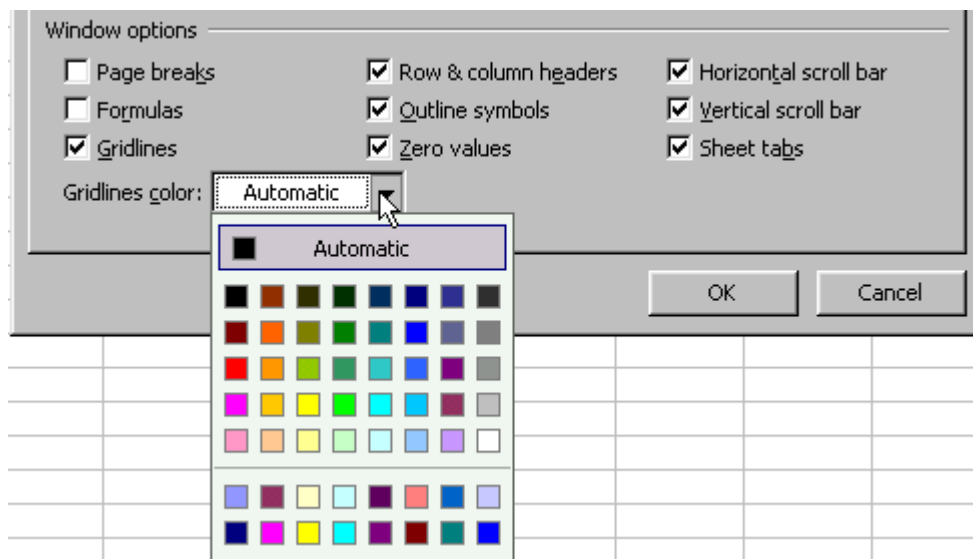 Window options
Page breaks Row & column headers Horizontal scroll bar
Formulas Outline symbols Vertical scroll bar
Gridlines Zero values Sheet tabs
Gridlines color: Automatic
Automatic
OK Cancel